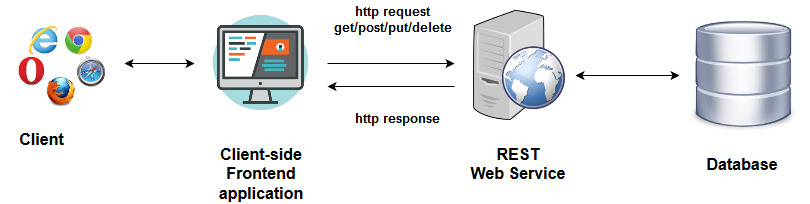 http request
get/post/put/delete
http response
Client
Client-side
Frontend
application
REST
Web Service
Database